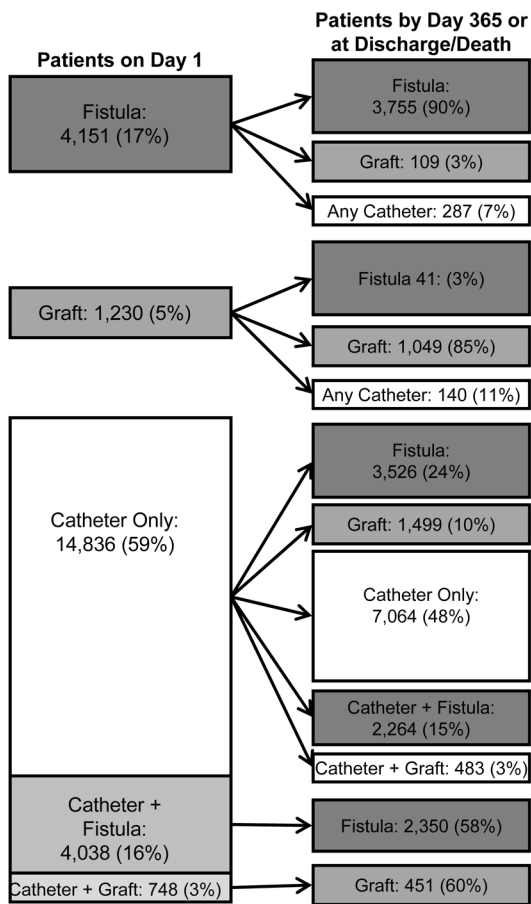 Patients on Day 1
Patients by Day 365 or
at Discharge/Death
Fistula:
4,151 (17%)
Fistula:
3,755 (90%)
Graft: 109 (3%)
Any Catheter: 287 (7%)
Graft: 1,230 (5%)
Fistula 41: (3%)
Graft: 1,049 (85%)
Any Catheter: 140 (11%)
Catheter Only:
14,836 (59%)
Fistula:
3,526 (24%)
Graft: 1,499 (10%)
Catheter Only:
7,064 (48%)
Catheter + Fistula:
2,264 (15%)
Catheter + Graft: 483 (3%)
Catheter +
Fistula:
4,038 (16%)
Fistula: 2,350 (58%)
Catheter + Graft: 748 (3%)
Graft: 451 (60%)